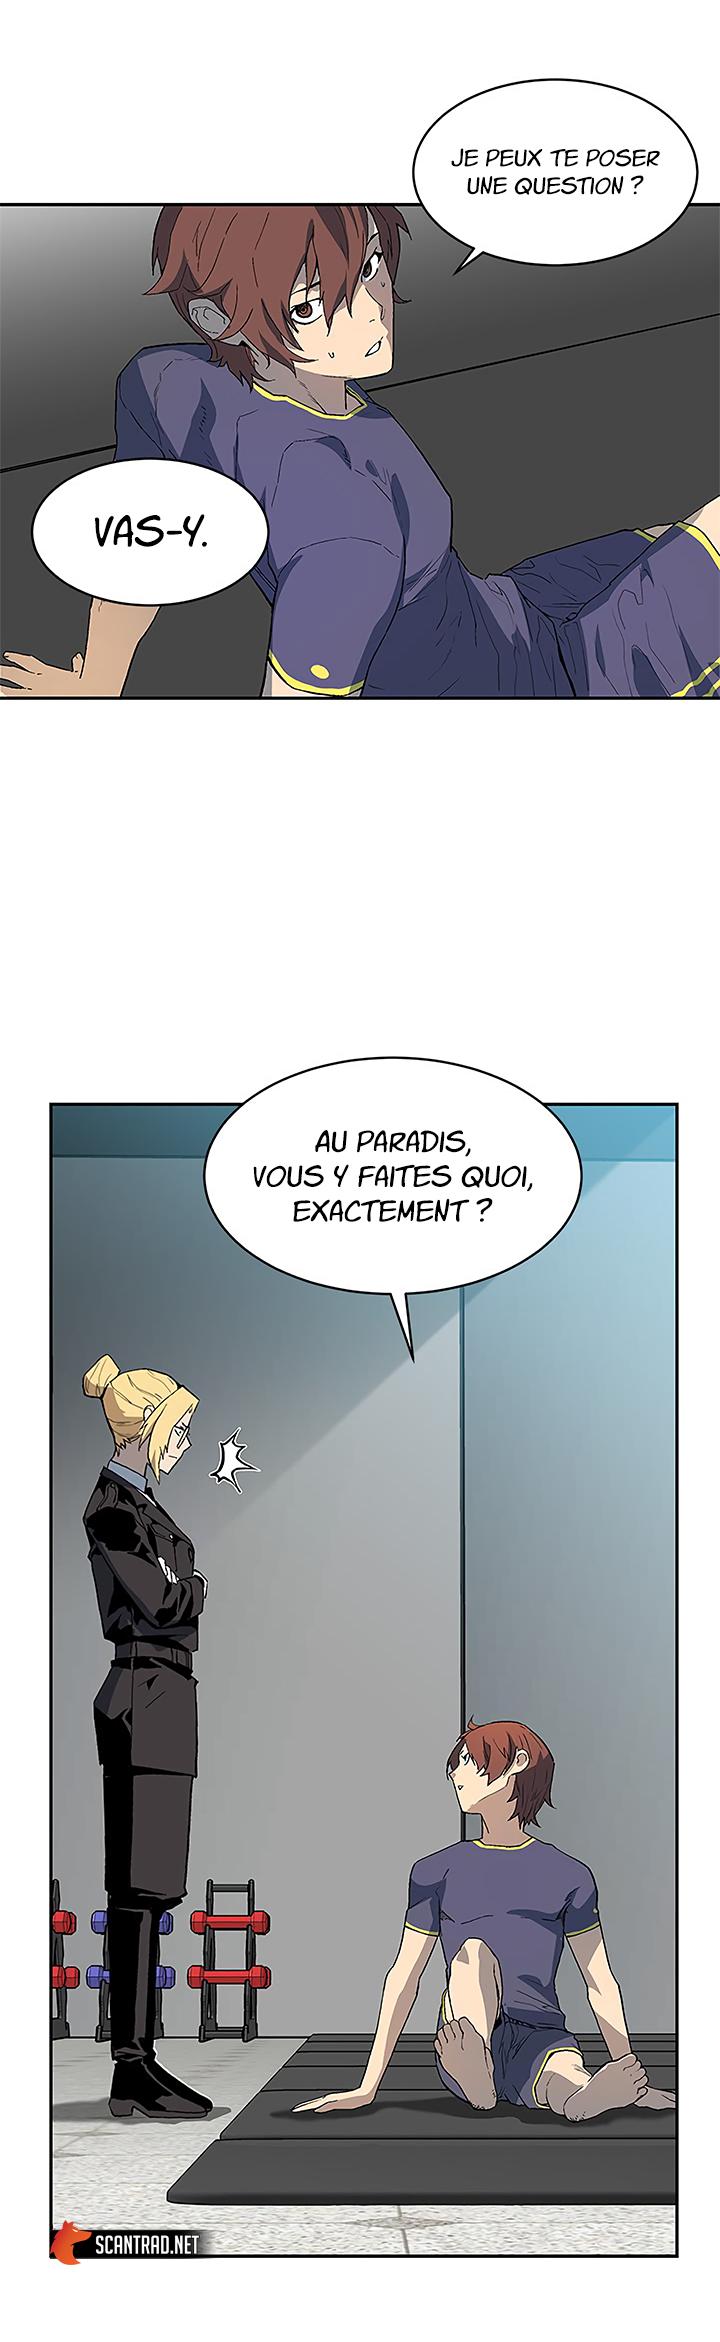 JE PEUX TE POSER
UNE QUESTION ?
VAS-Y.
AU PARADIS,
VOUS Y FAITES QUOI,
EXACTEMENT ?
SCANTRAD.NET